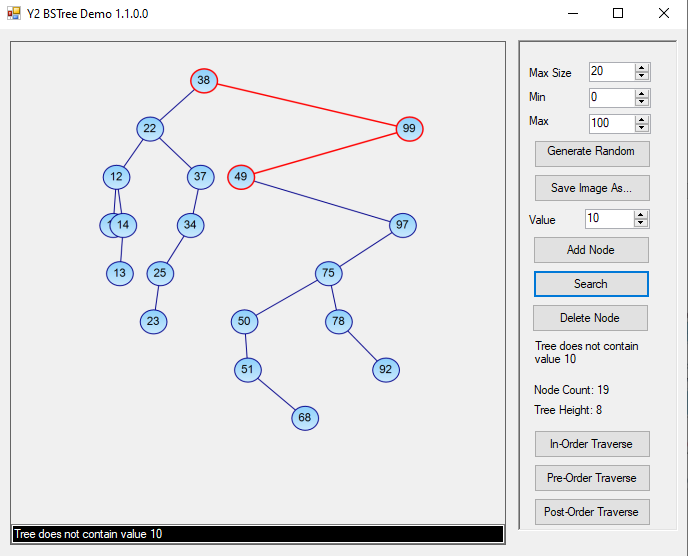 Y2 BSTree Demo 1.1.0.0
38
22
99
12
37
49
14
34
97
13
25
75
23
50
78
51
92
68
Tree does not contain value 10
Max Size 20
Min 0
Max 100
Generate Random
Save Image As...
Value 10
Add Node
Search
Delete Node
Tree does not contain
value 10
Node Count: 19
Tree Height: 8
In-Order Traverse
Pre-Order Traverse
Post-Order Traverse